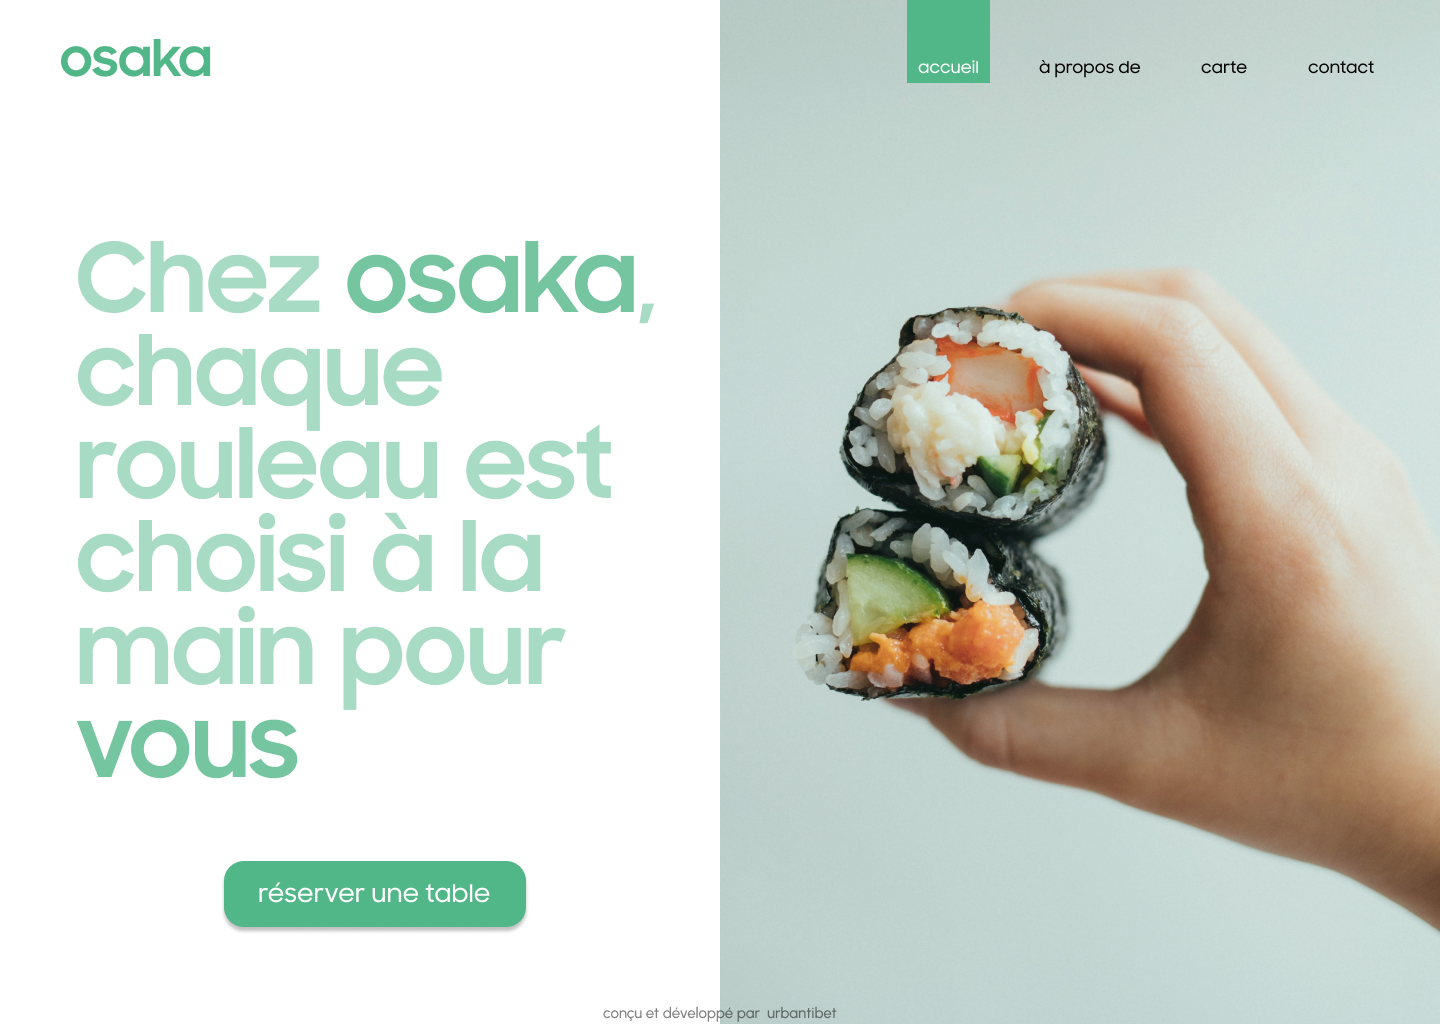 osaka
accueil à propos de carte contact
Chez osaka,
chaque
rouleau est
choisi à la
main pour
vous
réserver une table
conçu et développé par urbantibet